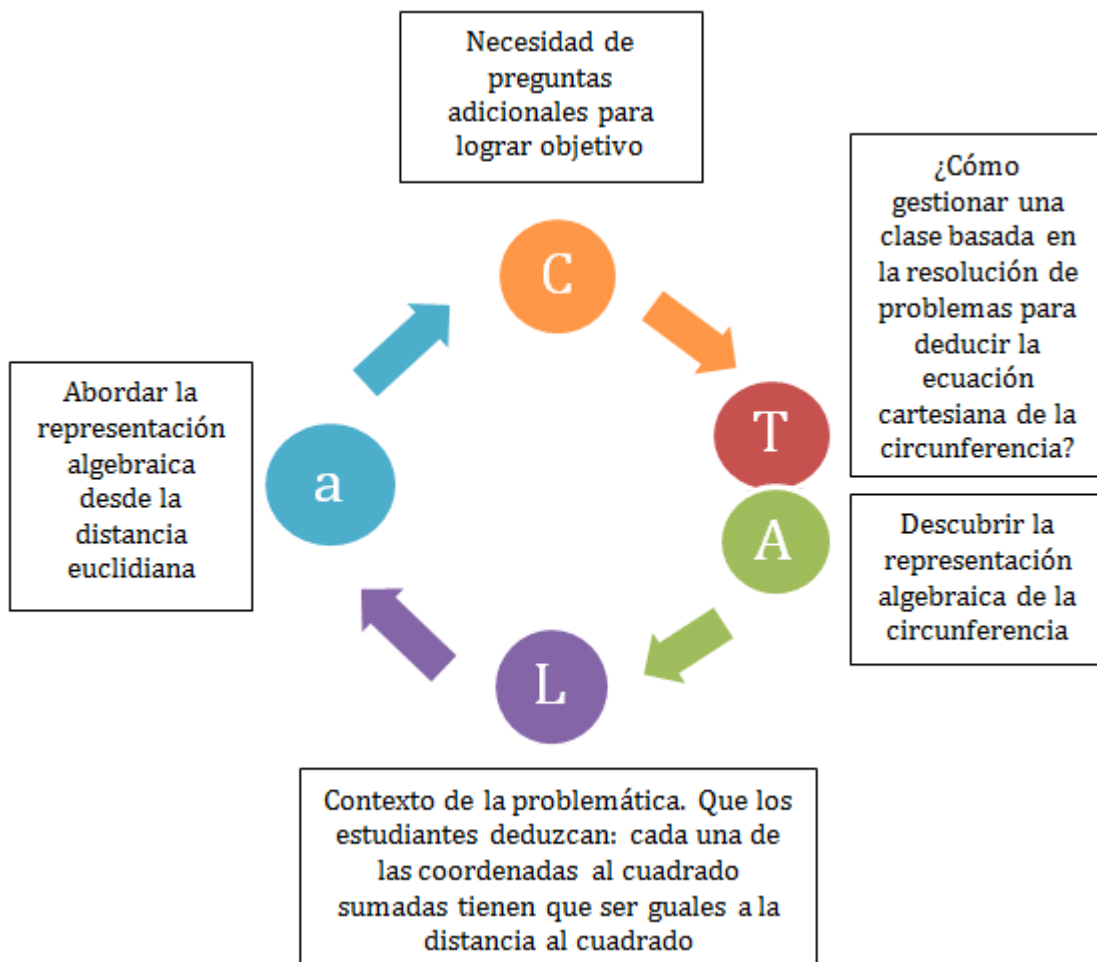 Necesidad de
preguntas
adicionales para
lograr objetivo
C
¿Cómo
gestionar una
clase basada en
la resolución de
problemas para
deducir la
ecuación
cartesiana de la
circunferencia?
T
A
Descubrir la
representación
algebraica de la
circunferencia
L
Contexto de la problemática. Que los
estudiantes deduzcan: cada una de
las coordenadas al cuadrado
sumadas tienen que ser guales a la
distancia al cuadrado
a
Abordar la
representación
algebraica
desde la
distancia
euclidiana